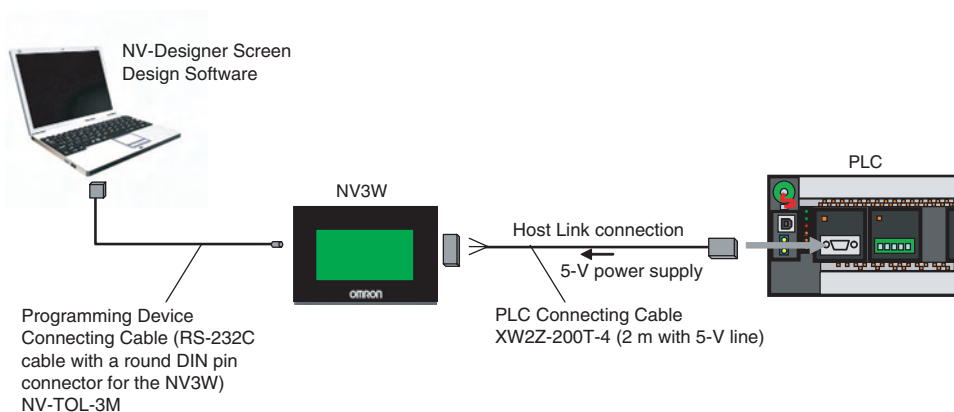 NV-Designer Screen
Design Software
PLC
NV3W
Host Link connection
5-V power supply
OMRON
Programming Device
Connecting Cable (RS-232C
cable with a round DIN pin
connector for the NV3W)
NV-TOL-3M
PLC Connecting Cable
XW2Z-200T-4 (2 m with 5-V line)